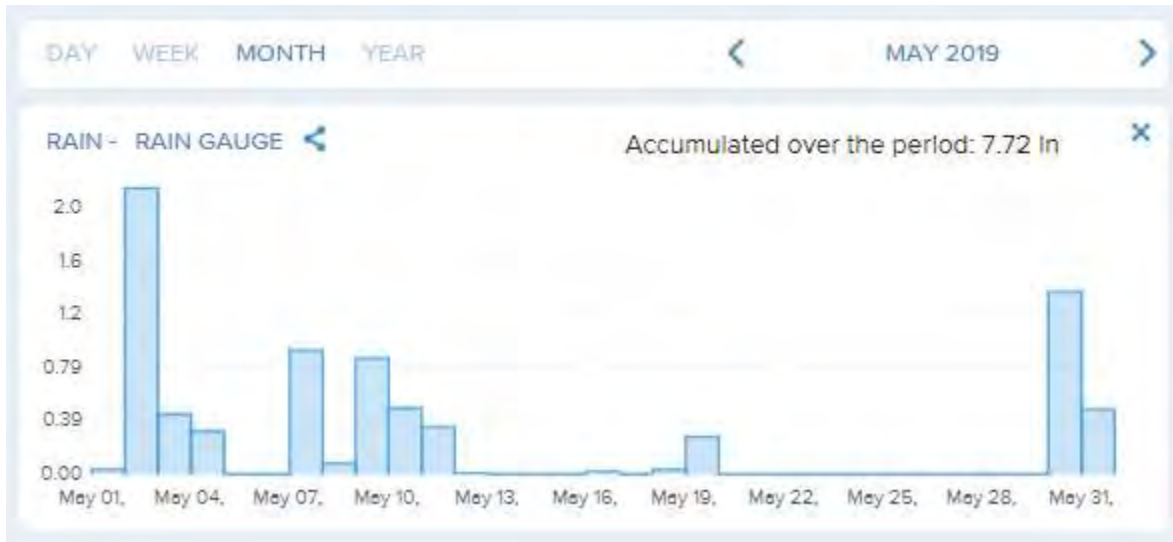 DAY WEEK MONTH YEAR MAY 2019
RAIN - RAIN GAUGE Accumulated over the period: 7.72 in
2.0
1.6
1.2
0.79
0.39
0.00
May 01, May 04, May 07, May 10, May 13, May 16, May 19, May 22, May 25, May 28, May 31,